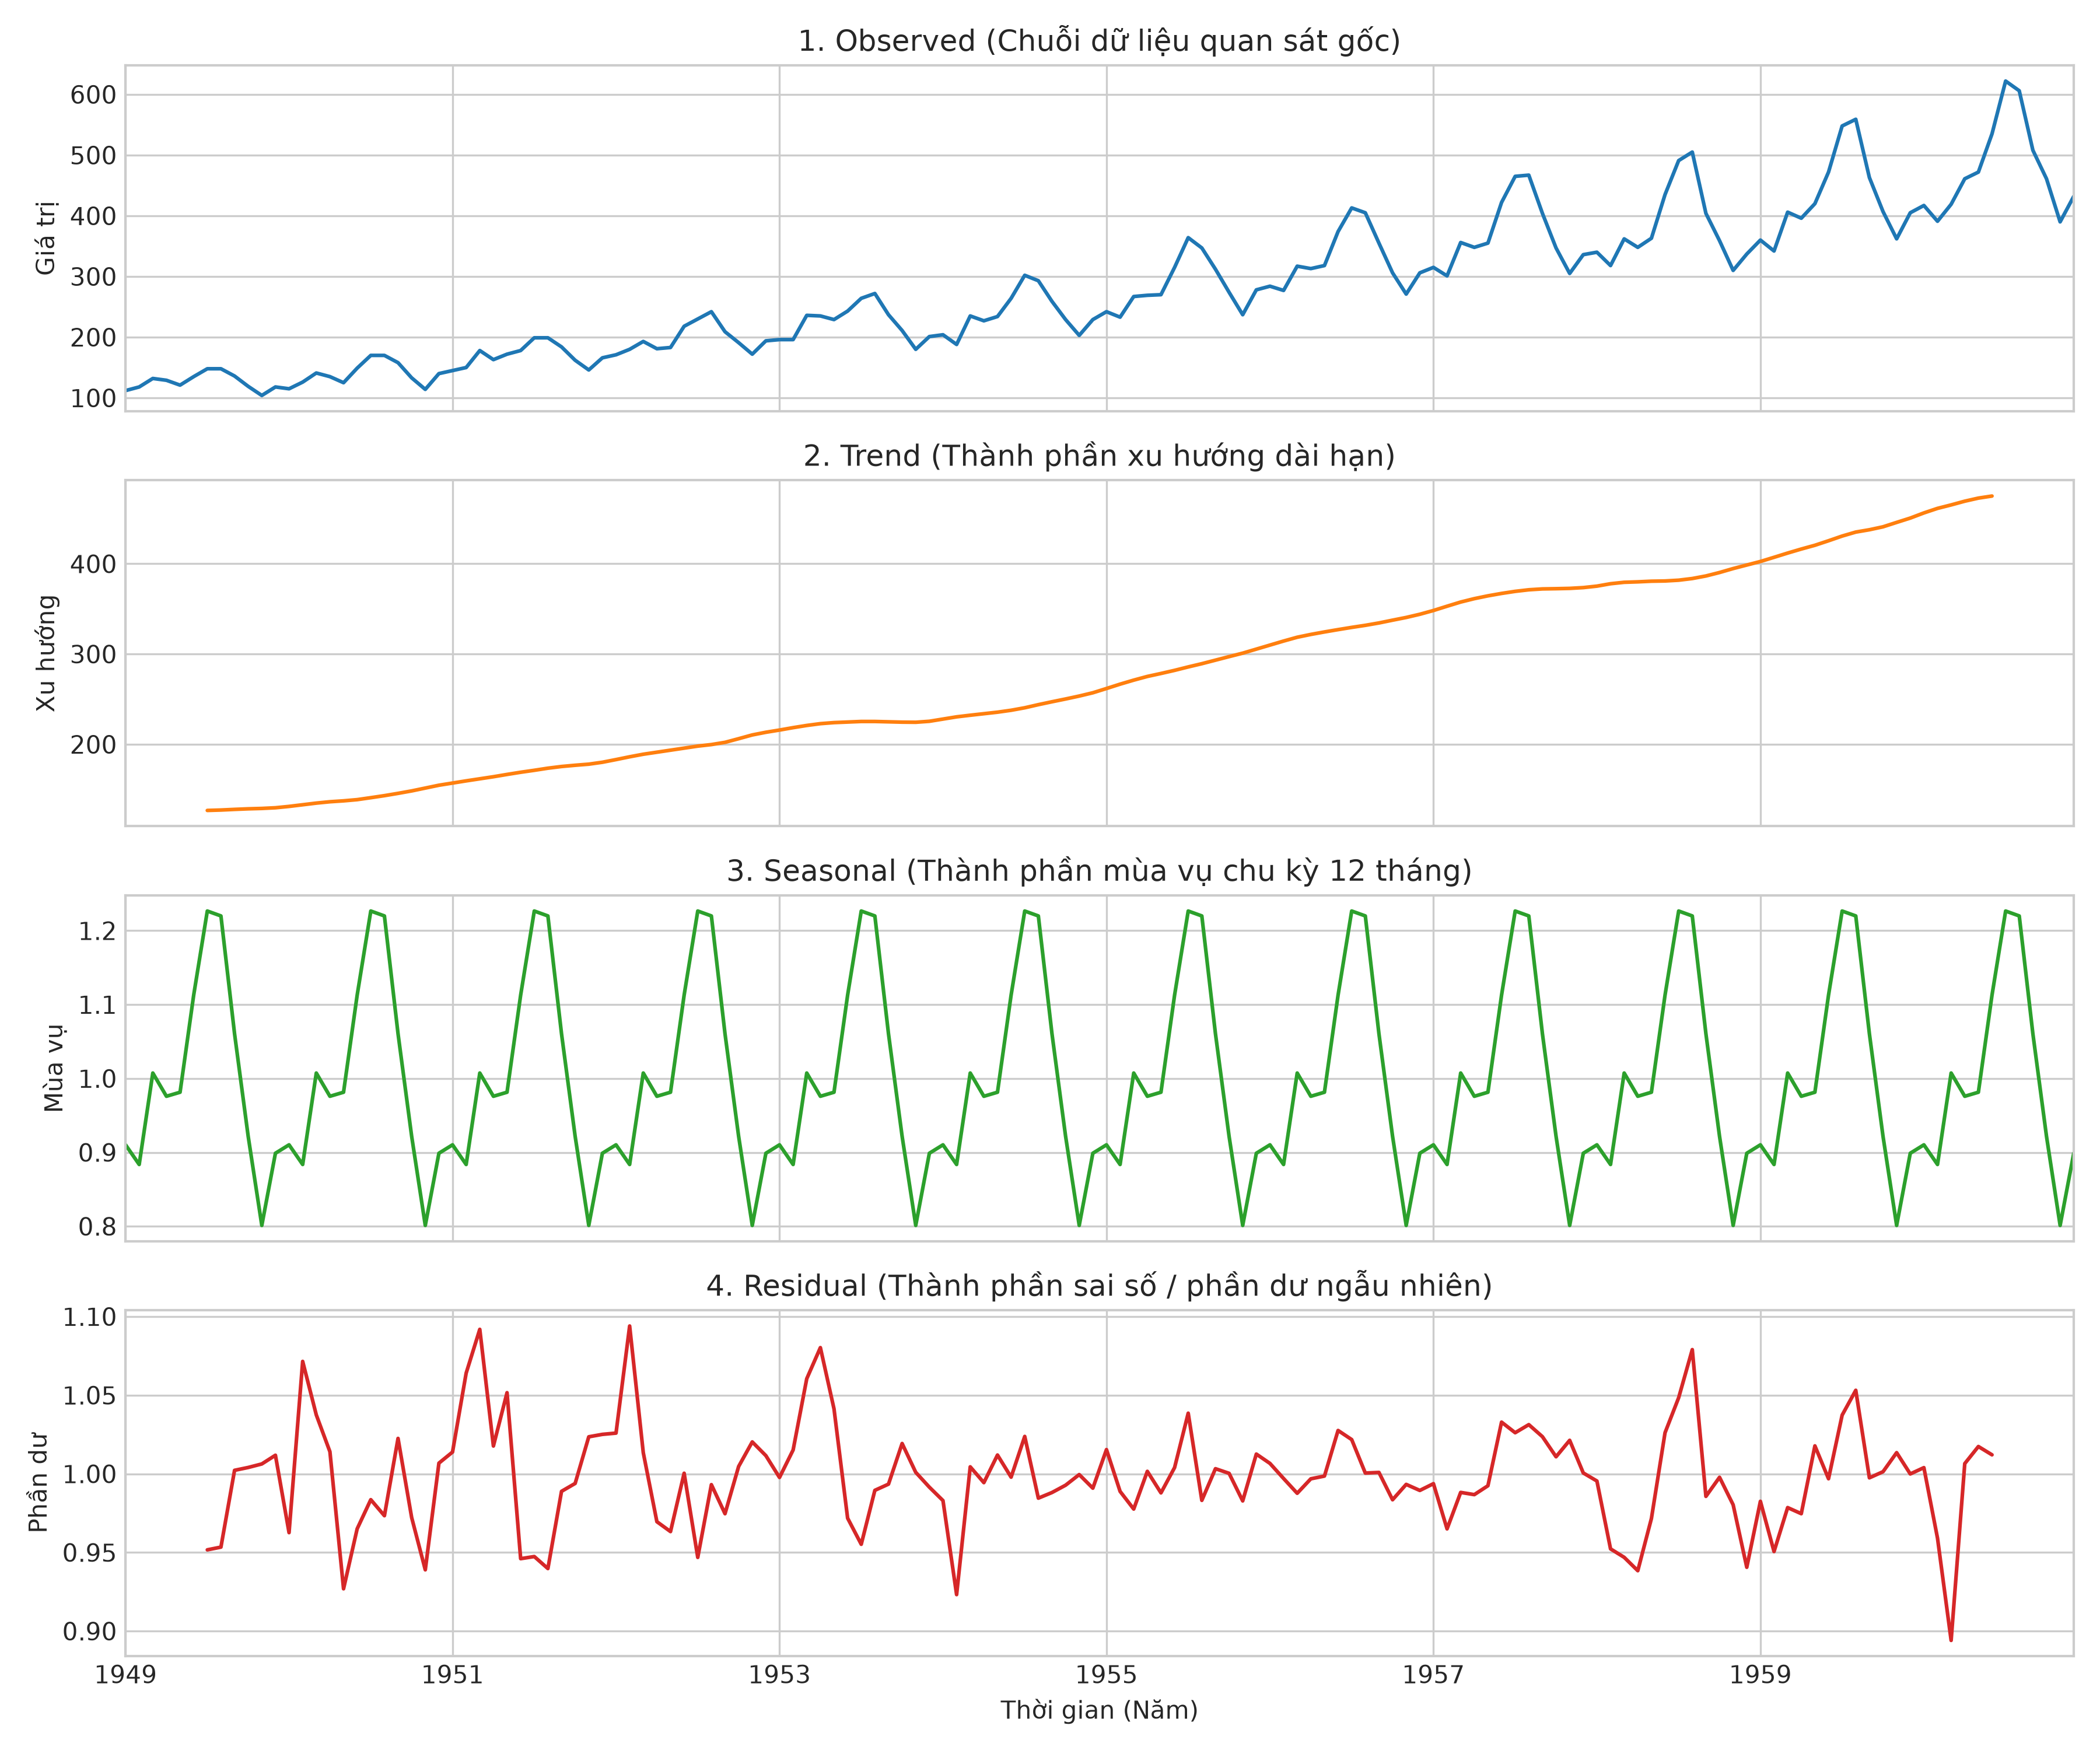 1. Observed (Chuỗi dữ liệu quan sát gốc)
600
500
400
300
200
100
Giá trị
2. Trend (Thành phần xu hướng dài hạn)
400
300
200
Xu hướng
3. Seasonal (Thành phần mùa vụ chu kỳ 12 tháng)
1.2
1.1
1.0
0.9
0.8
Mùa vụ
4. Residual (Thành phần sai số / phần dư ngẫu nhiên)
1.10
1.05
1.00
0.95
0.90
Phần dư
1949 1951 1953 1955 1957 1959
Thời gian (Năm)